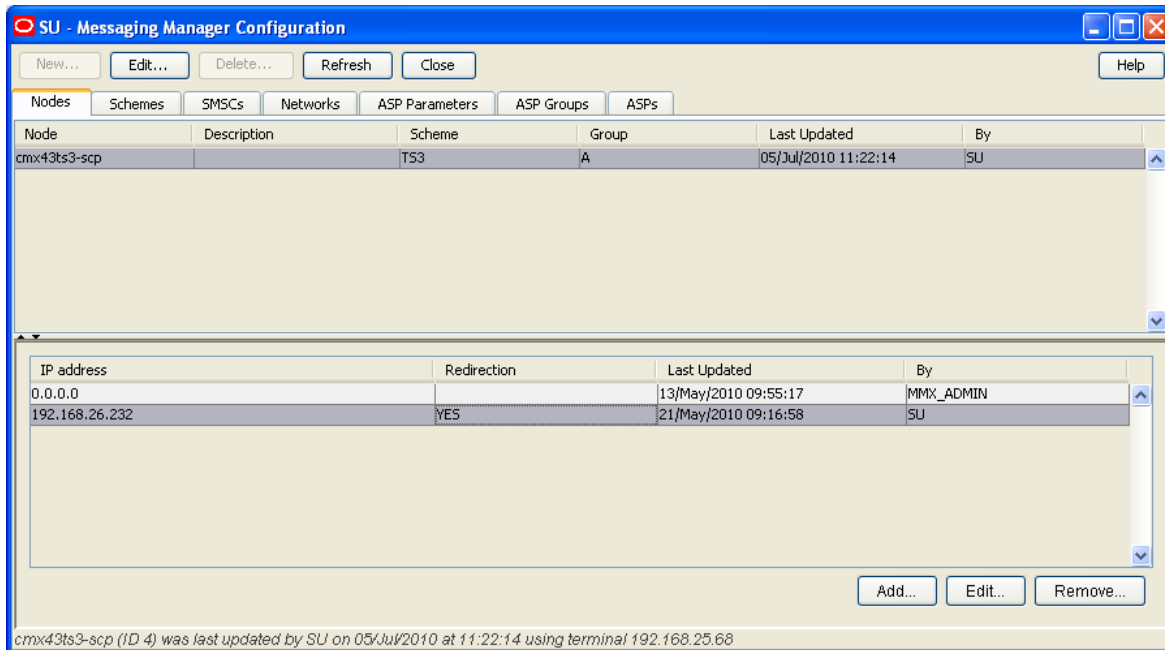 SU - Messaging Manager Configuration
New... Edit... Delete... Refresh Close Help
Nodes Schemes SMSCs Networks ASP Parameters ASP Groups ASPs
Node Description Scheme Group Last Updated By
cmx43ts3-scp TS3 A 05/Jul/2010 11:22:14 SU
IP address Redirection Last Updated By
0.0.0.0 13/May/2010 09:55:17 MMX_ADMIN
192.168.26.232 YES 21/May/2010 09:16:58 SU
Add... Edit... Remove...
cmx43ts3-scp (ID 4) was last updated by SU on 05/Jul/2010 at 11:22:14 using terminal 192.168.25.68